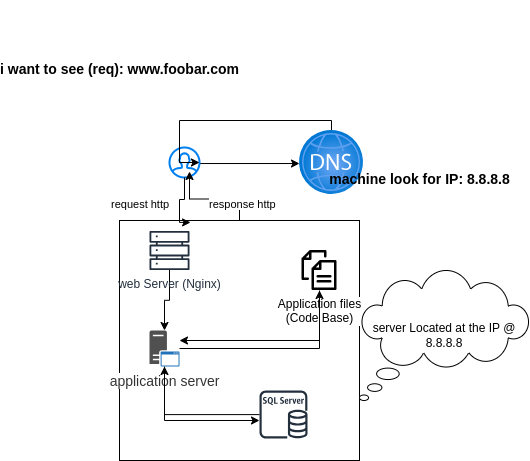 i want to see (req): www.foobar.com
DNS
machine look for IP: 8.8.8.8
request http
response http
web Server (Nginx)
Application files
(Code Base)
server Located at the IP @
8.8.8.8
application server
SQL Server